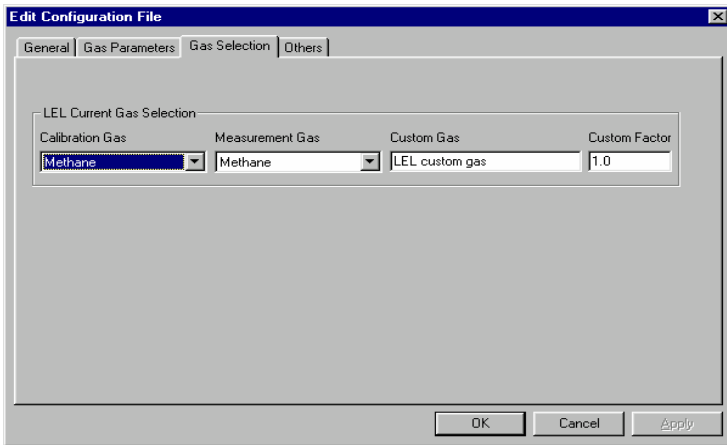 Edit Configuration File
General Gas Parameters Gas Selection Others
LEL Current Gas Selection
Calibration Gas Measurement Gas Custom Gas Custom Factor
Methane Methane LEL custom gas 1.0
OK Cancel Apply